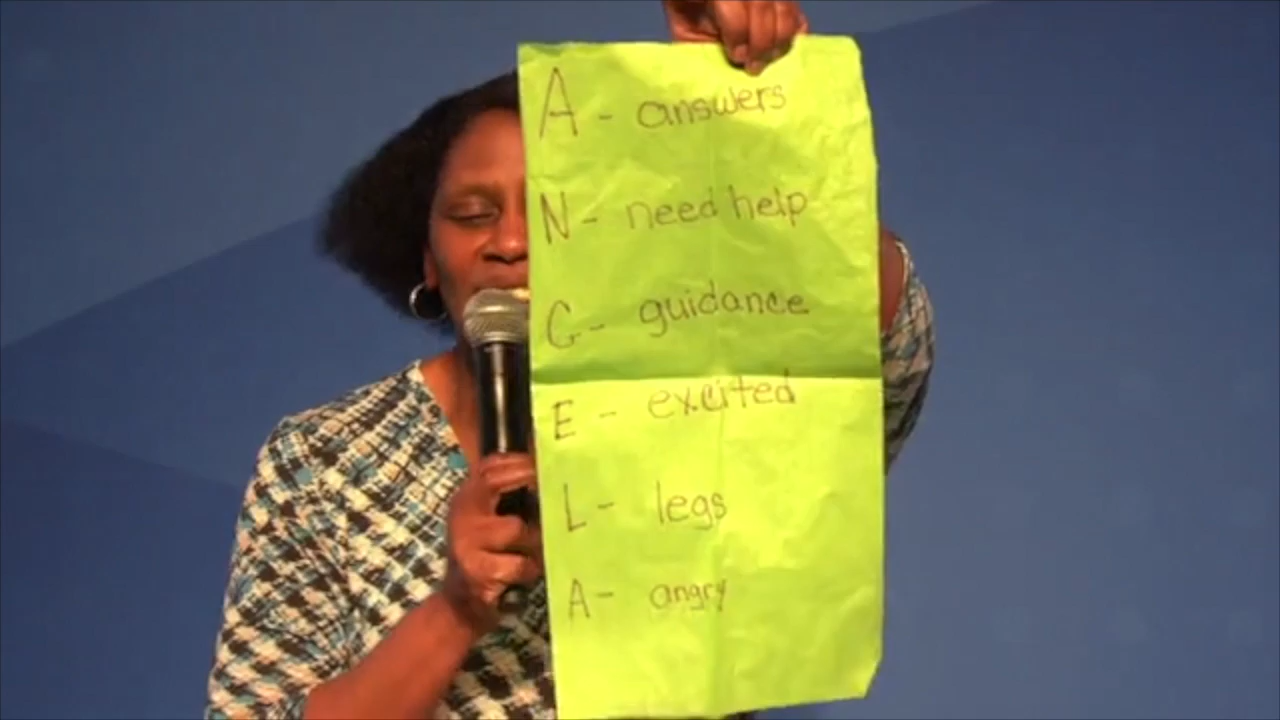 A - answers
N - need help
G - guidance
E - excited
L - legs
A - angry